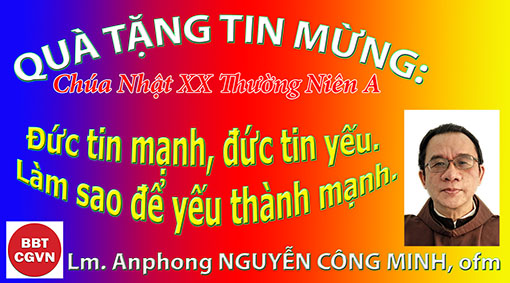 QUÀ TẶNG TIN MỪNG:
Chúa Nhật XX Thường Niên A
Đức tin mạnh, đức tin yếu.
Làm sao để yếu thành mạnh.
BBT
CGVN
Lm. Anphong NGUYỄN CÔNG MINH, ofm